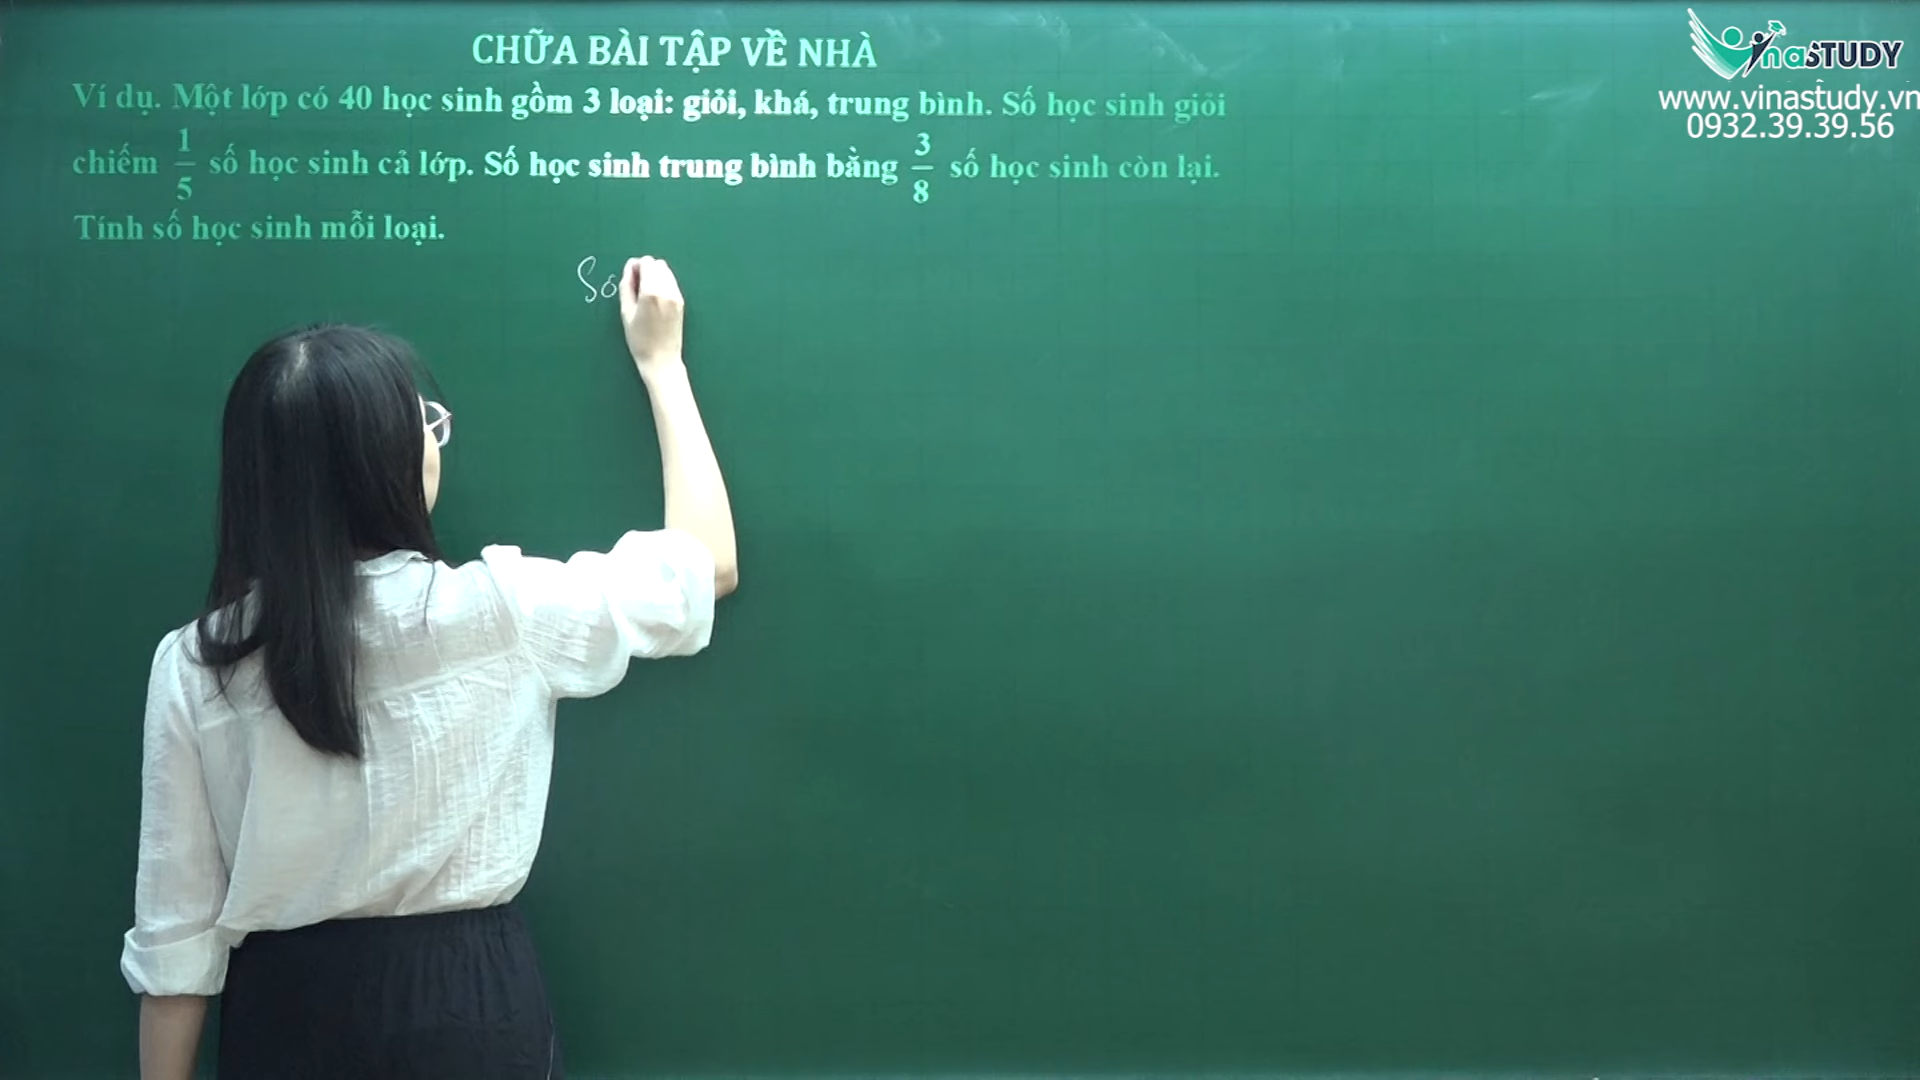 CHỮA BÀI TẬP VỀ NHÀ
Ví dụ. Một lớp có 40 học sinh gồm 3 loại: giỏi, khá, trung bình. Số học sinh giỏi
chiếm 1/5 số học sinh cả lớp. Số học sinh trung bình bằng 3/8 số học sinh còn lại.
Tính số học sinh mỗi loại.
So
VinaSTUDY
www.vinastudy.vn
0932.39.39.56